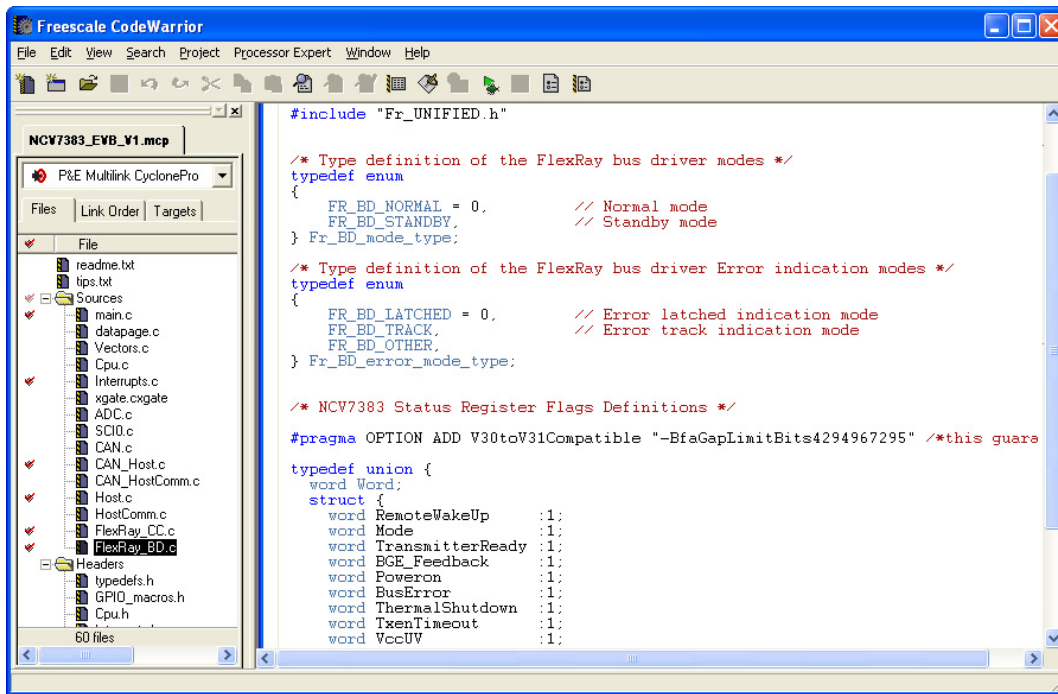 Freescale CodeWarrior
File Edit View Search Project Processor Expert Window Help
NCV7383_EVB_V1.mcp
P&E Multilink CyclonePro
Files Link Order Targets
File
readme.txt
tips.txt
Sources
main.c
datapage.c
Vectors.c
Cpu.c
Interrupts.c
xgate.cxgate
ADC.c
SCI0.c
CAN.c
CAN_Host.c
CAN_HostComm.c
Host.c
HostComm.c
FlexRay_CC.c
FlexRay_BD.c
Headers
typedefs.h
GPIO_macros.h
Cpu.h
60 files
#include "Fr_UNIFIED.h"
/* Type definition of the FlexRay bus driver modes */
typedef enum
{
FR_BD_NORMAL = 0, // Normal mode
FR_BD_STANDBY, // Standby mode
} Fr_BD_mode_type;
/* Type definition of the FlexRay bus driver Error indication modes */
typedef enum
{
FR_BD_LATCHED = 0, // Error latched indication mode
FR_BD_TRACK, // Error track indication mode
FR_BD_OTHER,
} Fr_BD_error_mode_type;
/* NCV7383 Status Register Flags Definitions */
#pragma OPTION ADD V30toV31Compatible "-BfaGapLimitBits4294967295" /*this guara
typedef union {
word Word;
struct {
word RemoteWakeUp :1;
word Mode :1;
word TransmitterReady :1;
word BGE_Feedback :1;
word Poweron :1;
word BusError :1;
word ThermalShutdown :1;
word TxenTimeout :1;
word VccUV :1;